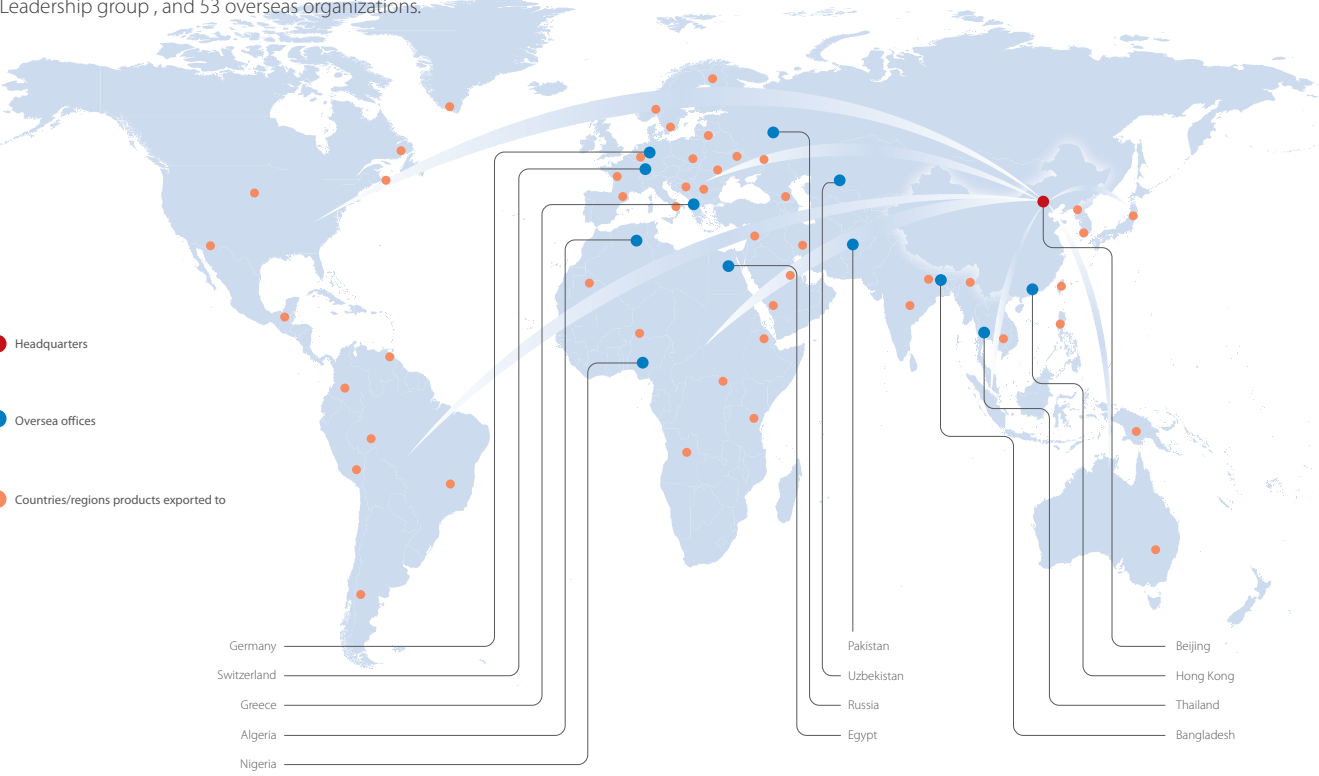 Leadership group , and 53 overseas organizations.
Headquarters
Oversea offices
Countries/regions products exported to
Germany
Switzerland
Greece
Algeria
Nigeria
Pakistan
Uzbekistan
Russia
Egypt
Beijing
Hong Kong
Thailand
Bangladesh